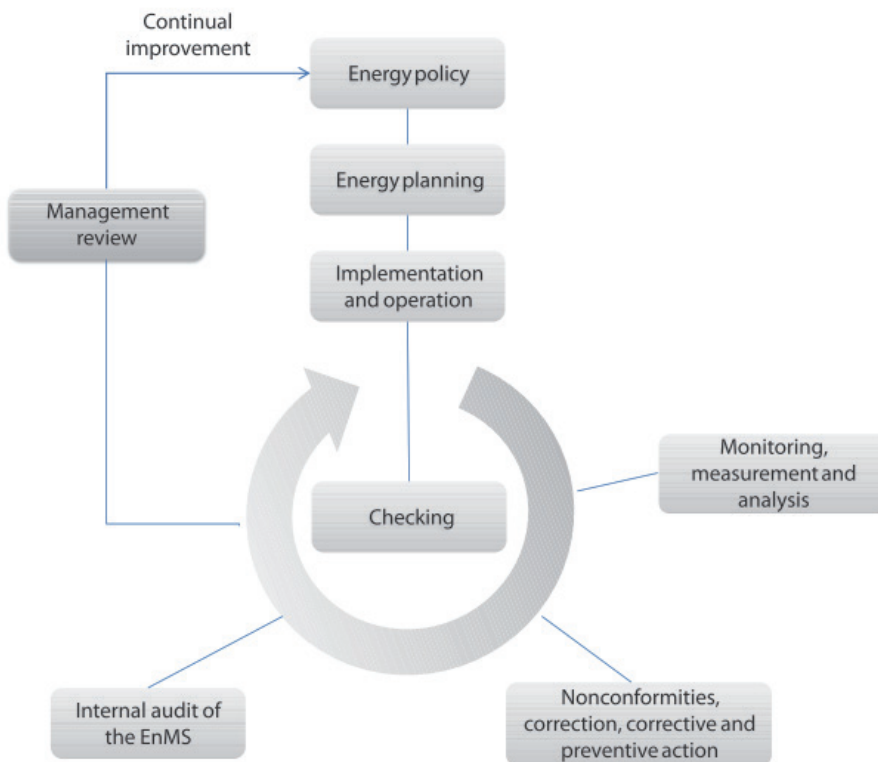 Continual
improvement
Energy policy
Energy planning
Management
review
Implementation
and operation
Monitoring,
measurement and
analysis
Checking
Internal audit of
the EnMS
Nonconformities,
correction, corrective and
preventive action